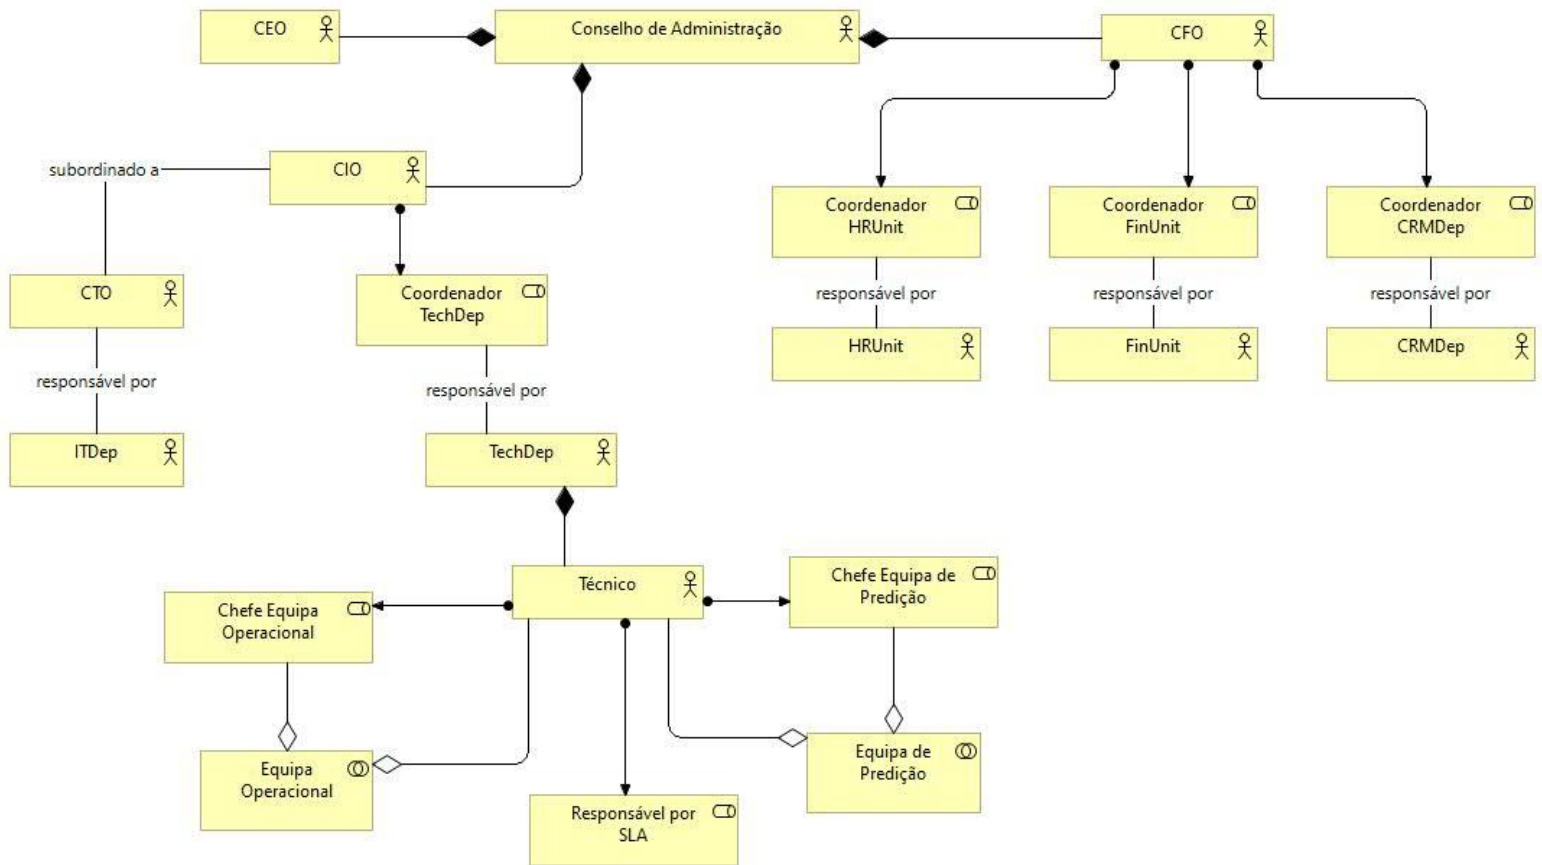 CEO
Conselho de Administração
CFO
subordinado a
CIO
Coordenador
HRUnit
Coordenador
FinUnit
Coordenador
CRMDep
CTO
Coordenador
TechDep
responsável por
responsável por
responsável por
HRUnit
FinUnit
CRMDep
responsável por
responsável por
ITDep
TechDep
Técnico
Chefe Equipa de
Predição
Chefe Equipa
Operacional
Equipa
Operacional
Equipa de
Predição
Responsável por
SLA